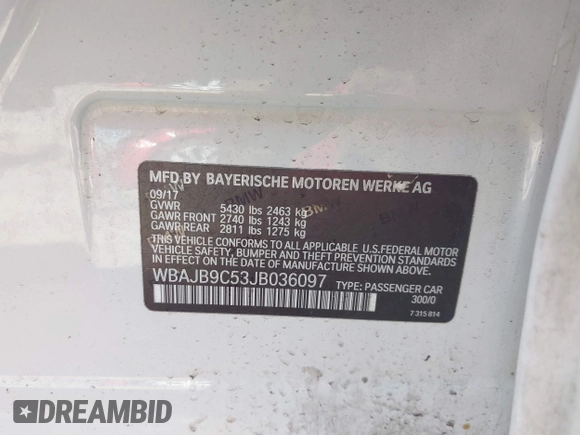 MFD.BY BAYERISCHE MOTOREN WERKE AG
09/17
GVWR 5430 lbs 2463 kg
GAWR FRONT 2740 lbs 1243 kg
GAWR REAR 2811 lbs 1275 kg
THIS VEHICLE CONFORMS TO ALL APPLICABLE U.S.FEDERAL MOTOR
VEHICLE SAFETY, BUMPER AND THEFT PREVENTION STANDARDS IN
EFFECT ON THE DATE OF MANUFACTURE SHOWN ABOVE.
WBAJB9C53JB036097
TYPE: PASSENGER CAR
300/0
7 315 814
DREAMBID